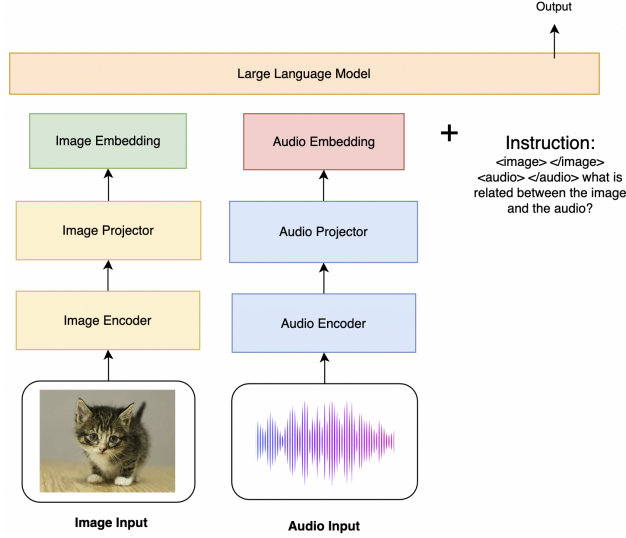 Output
Large Language Model
Image Embedding
Audio Embedding
+
Instruction:
<image> </image>
<audio> </audio> what is
related between the image
and the audio?
Image Projector
Audio Projector
Image Encoder
Audio Encoder
Image Input
Audio Input